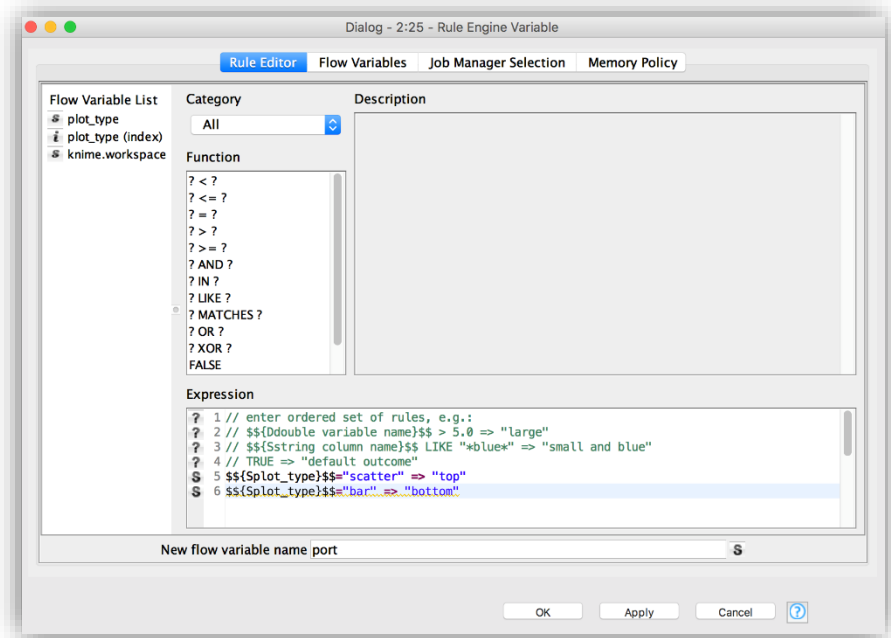 Dialog - 2:25 - Rule Engine Variable
Rule Editor Flow Variables Job Manager Selection Memory Policy
Flow Variable List
s plot_type
i plot_type (index)
s knime.workspace
Category
All
Function
? < ?
? <= ?
? = ?
? > ?
? >= ?
? AND ?
? IN ?
? LIKE ?
? MATCHES ?
? OR ?
? XOR ?
FALSE
Description
Expression
? 1 // enter ordered set of rules, e.g.:
? 2 // $${Ddouble variable name}$$ > 5.0 => "large"
? 3 // $${Sstring column name}$$ LIKE "*blue*" => "small and blue"
? 4 // TRUE => "default outcome"
S 5 $${Splot_type}$$="scatter" => "top"
S 6 $${Splot_type}$$="bar" => "bottom"
New flow variable name port S
OK Apply Cancel ?